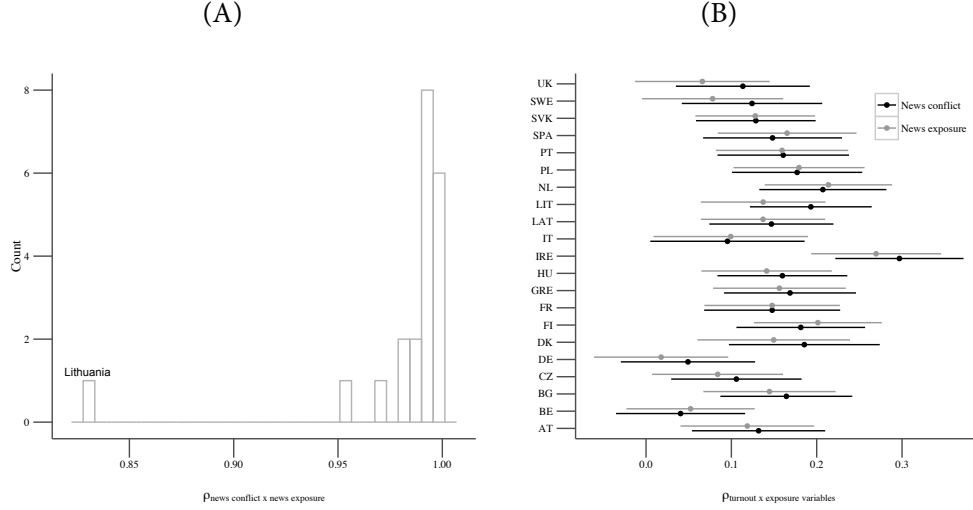 (A)
8
6
4
2
0
Count
Lithuania
0.85 0.90 0.95 1.00
ρnews conflict x news exposure
(B)
UK
SWE
SVK
SPA
PT
PL
NL
LIT
LAT
IT
IRE
HU
GRE
FR
FI
DK
DE
CZ
BG
BE
AT
News conflict
News exposure
0.0 0.1 0.2 0.3
ρturnout x exposure variables